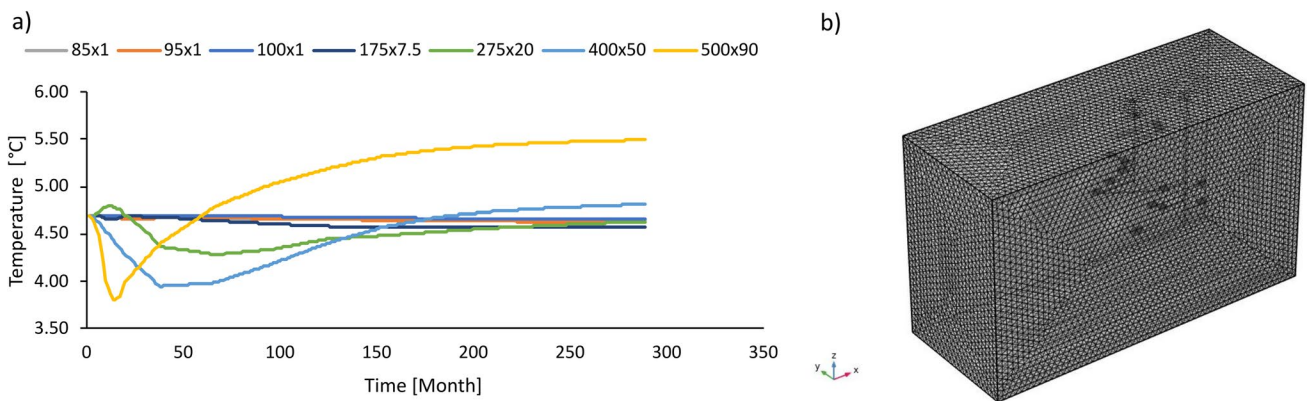 a)
85x1 95x1 100x1 175x7.5 275x20 400x50 500x90
6.00
5.50
5.00
4.50
4.00
3.50
Temperature [°C]
0 50 100 150 200 250 300 350
Time [Month]
b)
z
y
x